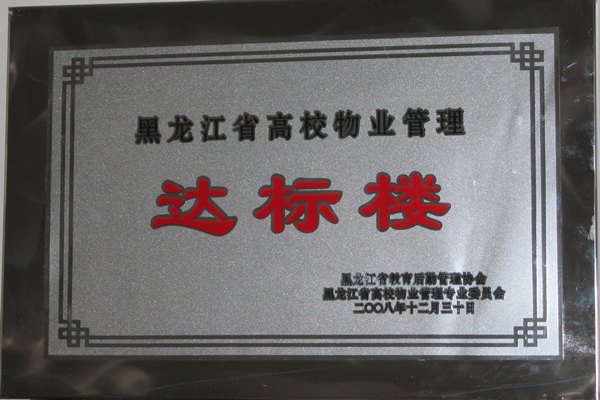 黑龙江省高校物业管理
达标楼
黑龙江省教育后勤管理协会
黑龙江省高校物业管理专业委员会
二〇〇八年十二月三十日